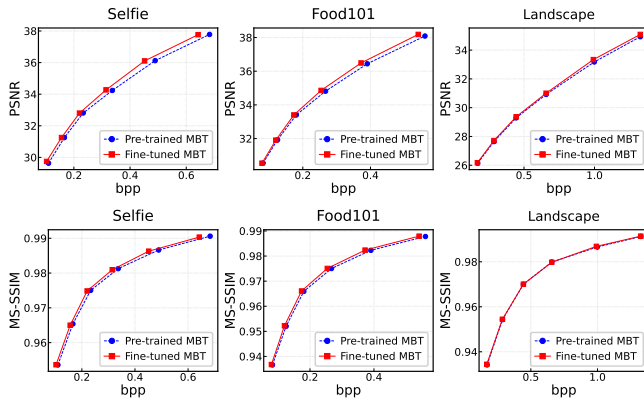 Selfie
Food101
Landscape
38
36
34
32
30
PSNR
Pre-trained MBT
Fine-tuned MBT
0.2
0.4
0.6
bpp
38
36
34
32
PSNR
Pre-trained MBT
Fine-tuned MBT
0.2
0.4
bpp
34
32
30
28
26
PSNR
Pre-trained MBT
Fine-tuned MBT
0.5
1.0
bpp
Selfie
Food101
Landscape
0.99
0.98
0.97
0.96
MS-SSIM
Pre-trained MBT
Fine-tuned MBT
0.2
0.4
0.6
bpp
0.99
0.98
0.97
0.96
0.95
0.94
MS-SSIM
Pre-trained MBT
Fine-tuned MBT
0.2
0.4
bpp
0.98
0.96
0.94
MS-SSIM
Pre-trained MBT
Fine-tuned MBT
0.5
1.0
bpp